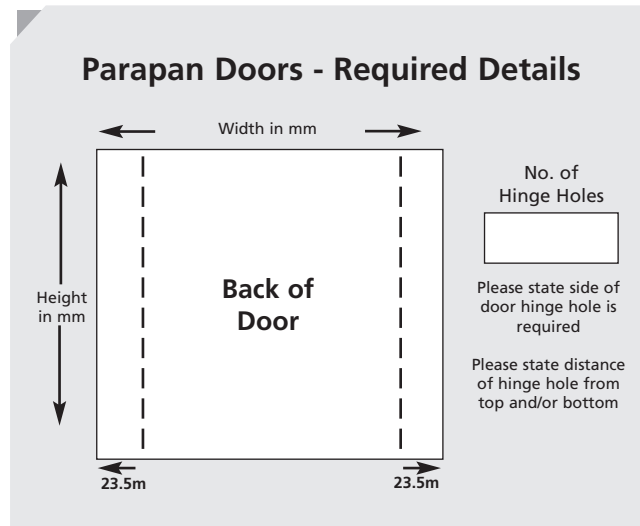 Parapan Doors - Required Details
Width in mm
No. of
Hinge Holes
Height
in mm
Back of
Door
Please state side of
door hinge hole is
required
Please state distance
of hinge hole from
top and/or bottom
23.5m
23.5m